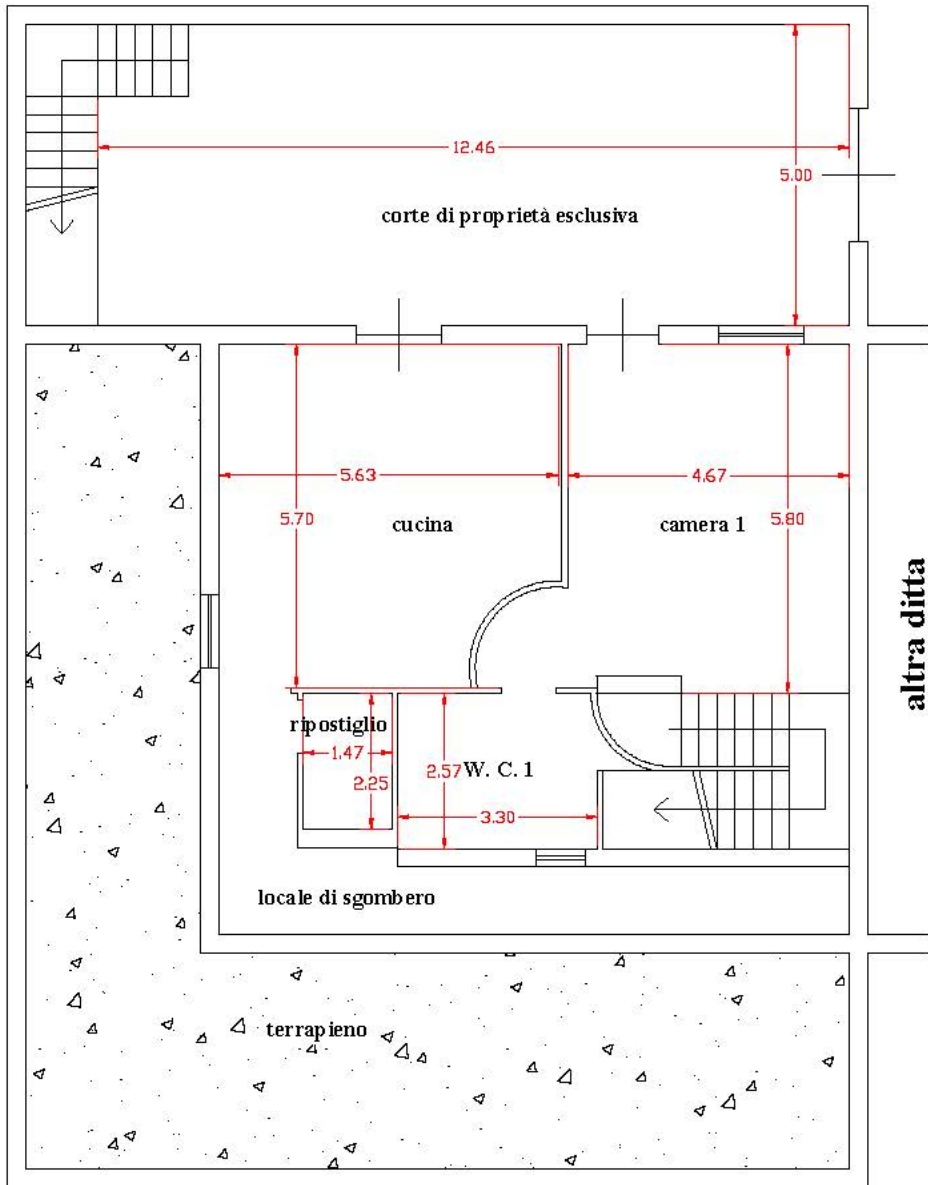 12.46
5.00
corte di proprietà esclusiva
5.63
4.67
5.70
5.80
cucina
camera 1
altra ditta
ripostiglio
1.47
2.25
2.57
W. C. 1
3.30
locale di sgombero
terrapieno